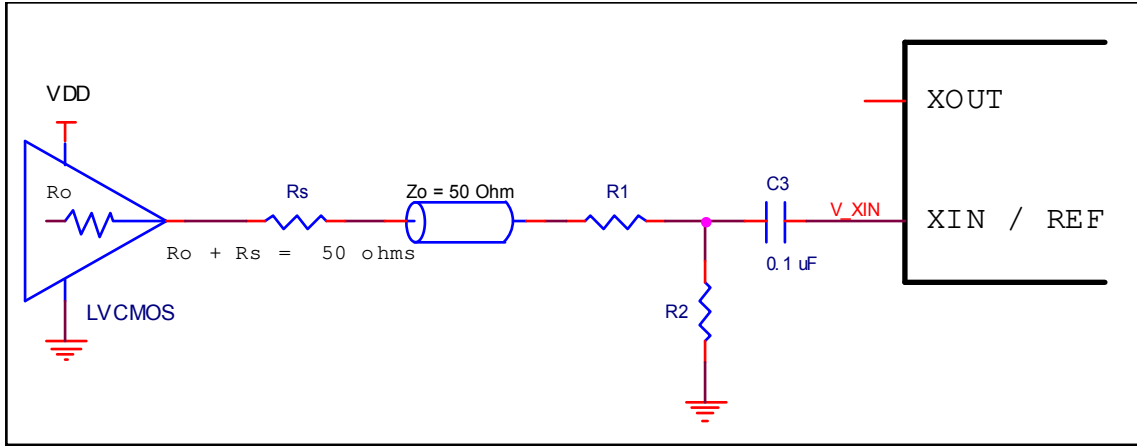 VDD
XOUT
Ro
Rs
Zo = 50 Ohm
R1
C3
V_XIN
XIN / REF
Ro + Rs = 50 ohms
0.1 uF
LVCMOS
R2